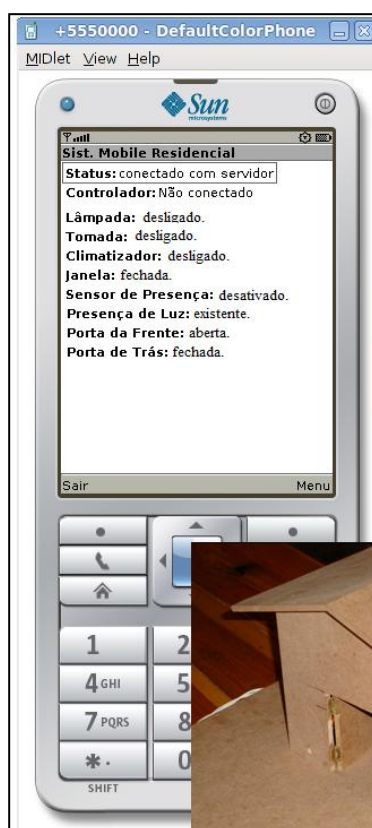 +5550000 - DefaultColorPhone
MIDlet View Help
Sun
microsystems
Sist. Mobile Residencial
Status: conectado com servidor
Controlador: Não conectado
Lâmpada: desligado.
Tomada: desligado.
Climatizador: desligado.
Janela: fechada.
Sensor de Presença: desativado.
Presença de Luz: existente.
Porta da Frente: aberta.
Porta de Trás: fechada.
Sair Menu
1 2
4 GHI 5
7 PQRS 8
* . 0
SHIFT